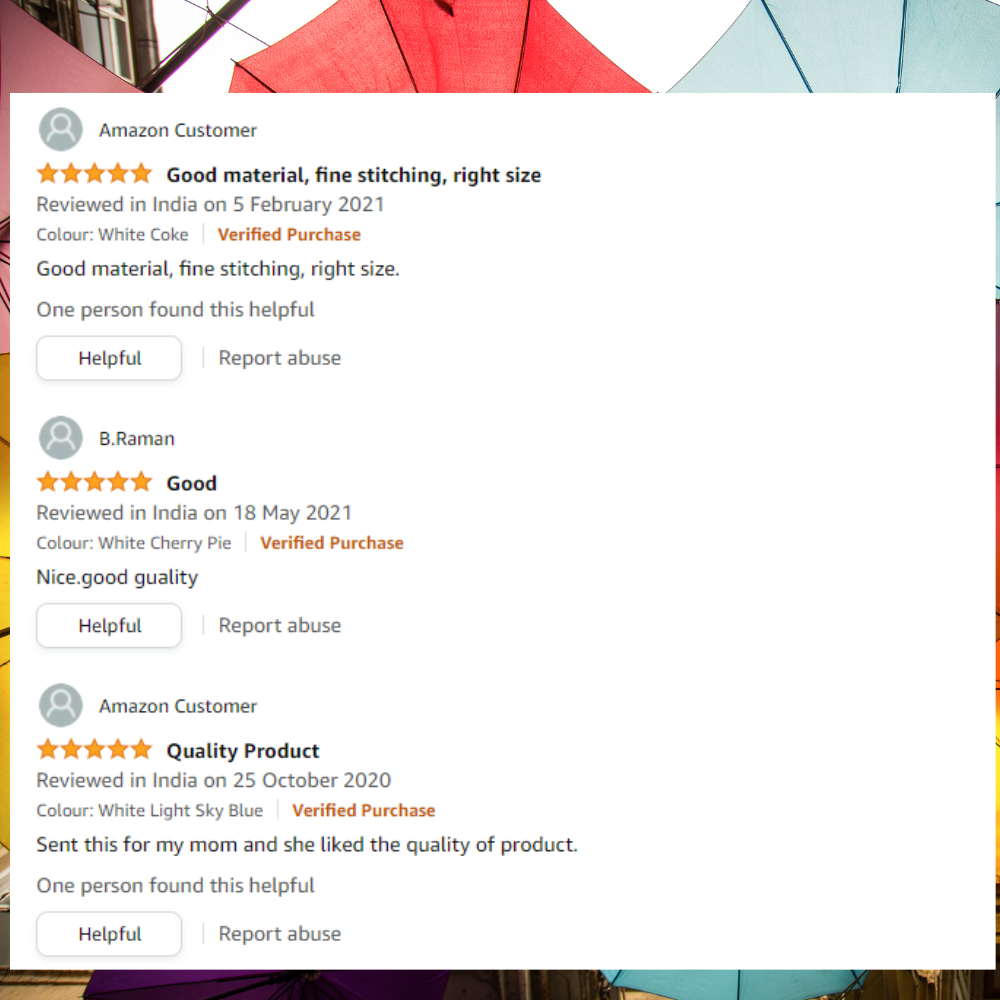 Amazon Customer
Good material, fine stitching, right size
Reviewed in India on 5 February 2021
Colour: White Coke Verified Purchase
Good material, fine stitching, right size.
One person found this helpful
Helpful Report abuse
B.Raman
Good
Reviewed in India on 18 May 2021
Colour: White Cherry Pie Verified Purchase
Nice.good guality
Helpful Report abuse
Amazon Customer
Quality Product
Reviewed in India on 25 October 2020
Colour: White Light Sky Blue Verified Purchase
Sent this for my mom and she liked the quality of product.
One person found this helpful
Helpful Report abuse